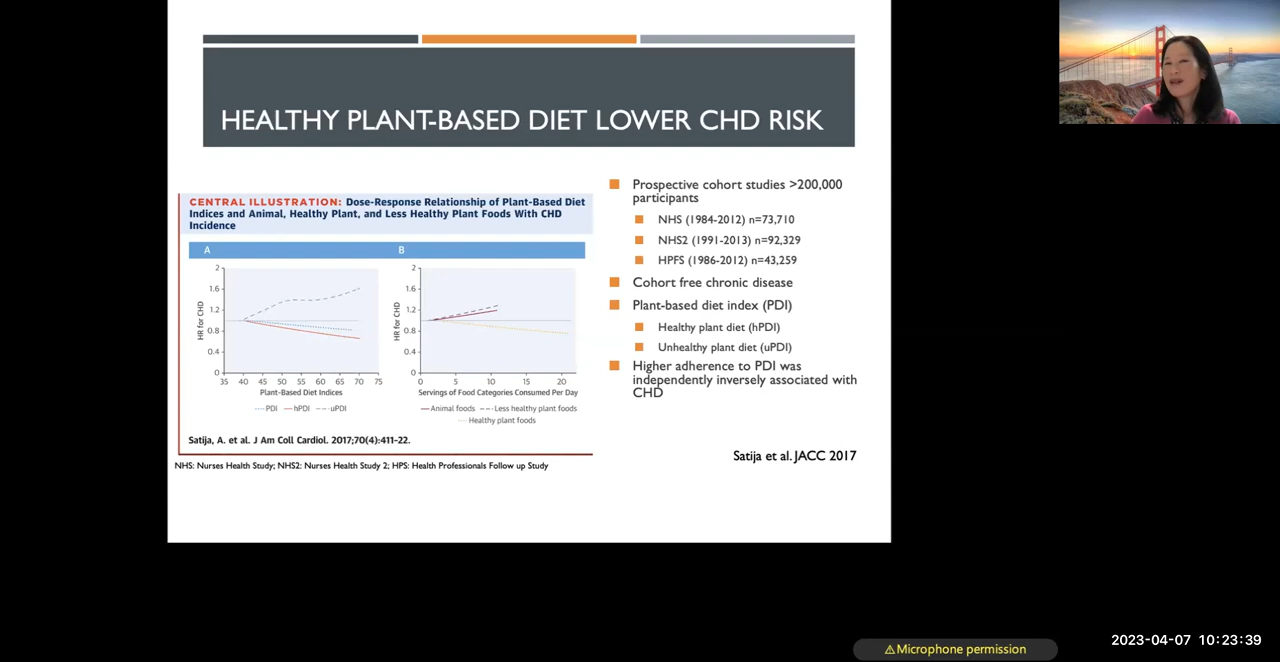 HEALTHY PLANT-BASED DIET LOWER CHD RISK
CENTRAL ILLUSTRATION: Dose-Response Relationship of Plant-Based Diet
Indices and Animal, Healthy Plant, and Less Healthy Plant Foods With CHD
Incidence
A
B
HR for CHD
2
1.6
1.2
0.8
0.4
0
35 40 45 50 55 60 65 70 75
Plant-Based Diet Indices
PDI hPDI uPDI
HR for CHD
2
1.6
1.2
0.8
0.4
0
0 5 10 15 20
Servings of Food Categories Consumed Per Day
Animal foods Less healthy plant foods
Healthy plant foods
Satija, A. et al. J Am Coll Cardiol. 2017;70(4):411-22.
NHS: Nurses Health Study; NHS2: Nurses Health Study 2; HPS: Health Professionals Follow up Study
Prospective cohort studies >200,000
participants
NHS (1984-2012) n=73,710
NHS2 (1991-2013) n=92,329
HPFS (1986-2012) n=43,259
Cohort free chronic disease
Plant-based diet index (PDI)
Healthy plant diet (hPDI)
Unhealthy plant diet (uPDI)
Higher adherence to PDI was
independently inversely associated with
CHD
Satija et al. JACC 2017
⚠Microphone permission
2023-04-07 10:23:39